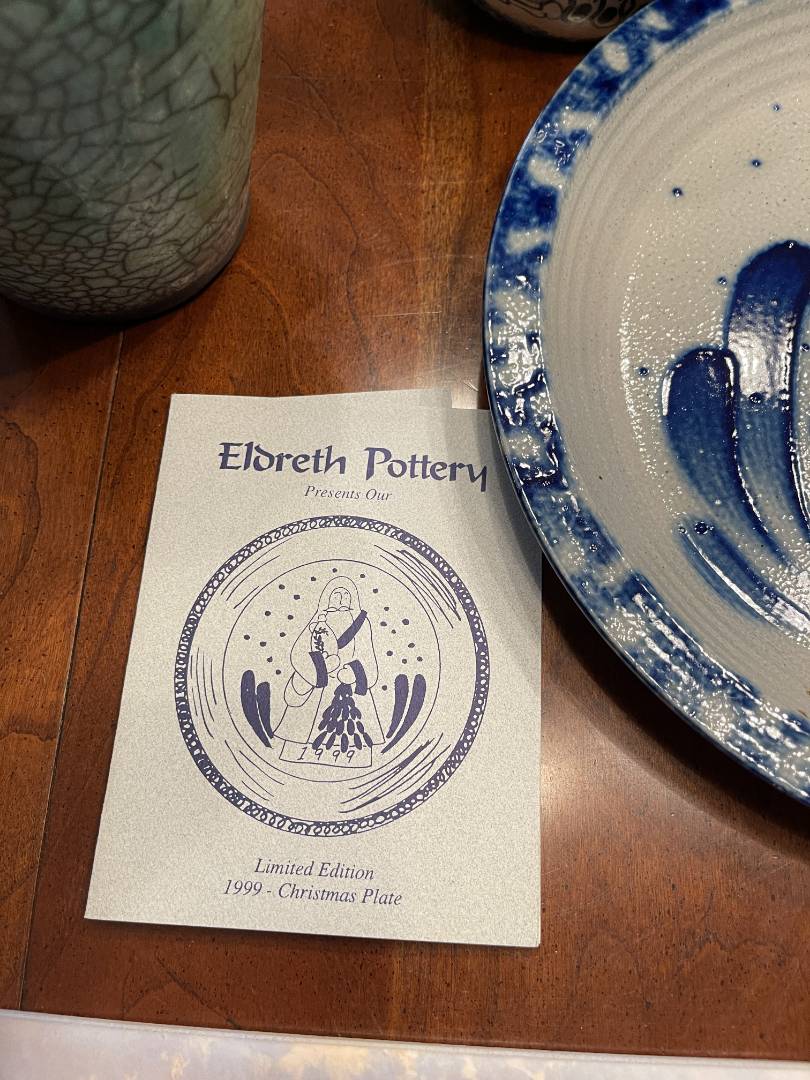 Eldreth Pottery
Presents Our
1999
Limited Edition
1999 - Christmas Plate